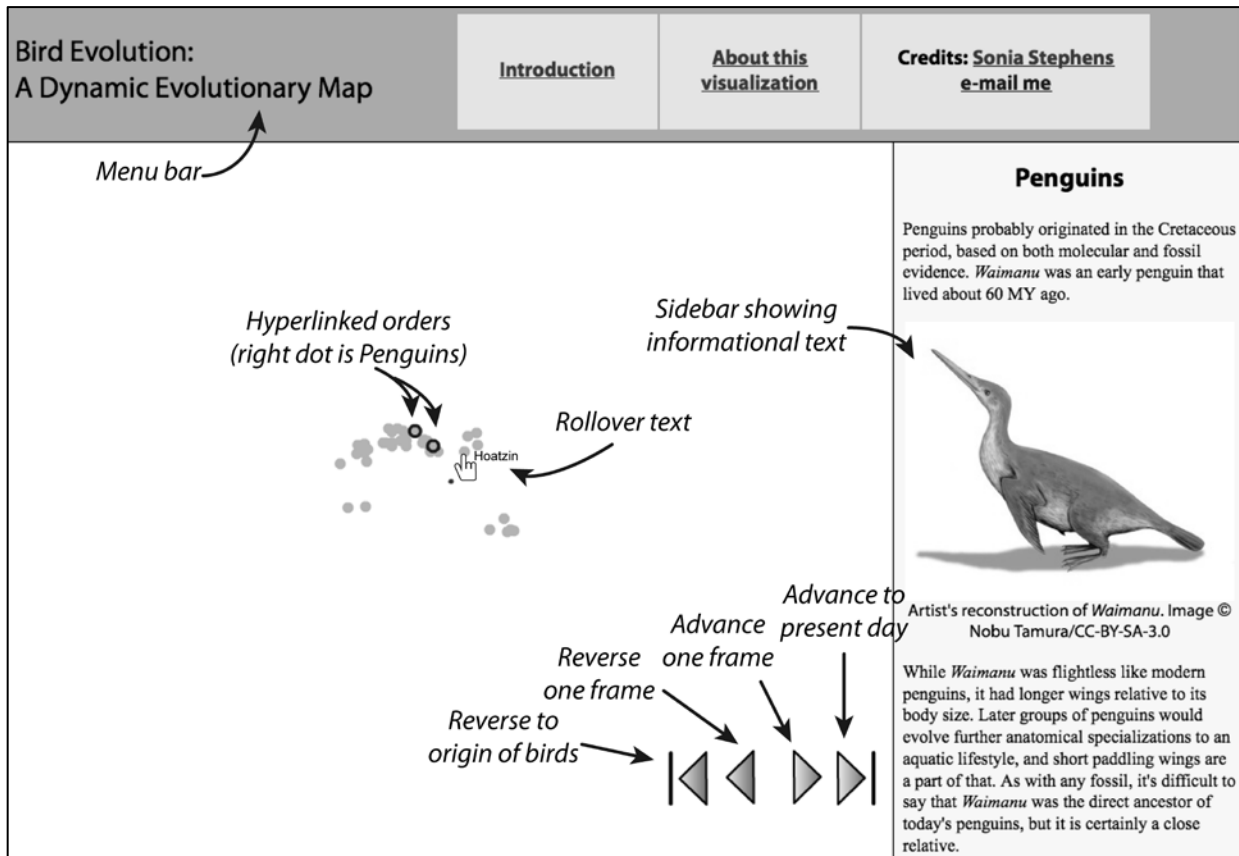 Bird Evolution:
A Dynamic Evolutionary Map
Introduction
About this
visualization
Credits: Sonia Stephens
e-mail me
Menu bar
Hyperlinked orders
(right dot is Penguins)
Rollover text
Hoatzin
Sidebar showing
informational text
Reverse to
origin of birds
Reverse
one frame
Advance
one frame
Advance to
present day
Penguins
Penguins probably originated in the Cretaceous
period, based on both molecular and fossil
evidence. Waimanu was an early penguin that
lived about 60 MY ago.
Artist's reconstruction of Waimanu. Image ©
Nobu Tamura/CC-BY-SA-3.0
While Waimanu was flightless like modern
penguins, it had longer wings relative to its
body size. Later groups of penguins would
evolve further anatomical specializations to an
aquatic lifestyle, and short paddling wings are
a part of that. As with any fossil, it's difficult to
say that Waimanu was the direct ancestor of
today's penguins, but it is certainly a close
relative.